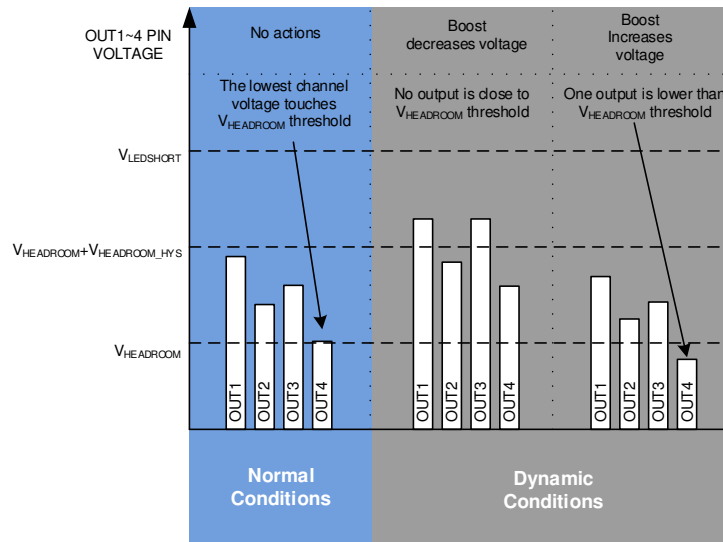 OUT1~4 PIN
VOLTAGE
No actions
Boost
decreases voltage
Boost
Increases
voltage
The lowest channel
voltage touches
VHEADROOM threshold
No output is close to
VHEADROOM threshold
One output is lower than
VHEADROOM threshold
VLEDSHORT
VHEADROOM+VHEADROOM_HYS
VHEADROOM
OUT1
OUT2
OUT3
OUT4
OUT1
OUT2
OUT3
OUT4
OUT1
OUT2
OUT3
OUT4
Normal
Conditions
Dynamic
Conditions